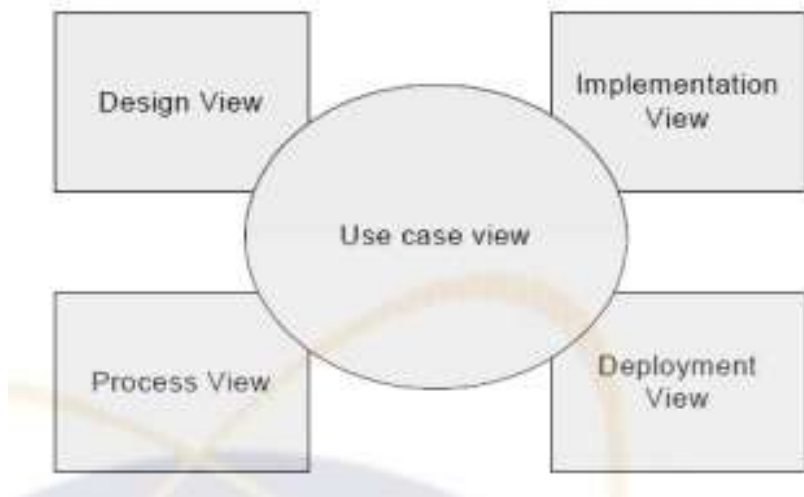 Design View
Implementation
View
Use case view
Process View
Deployment
View